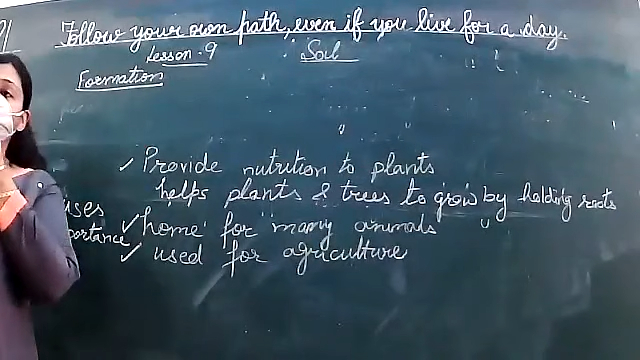 Follow your own path, even if you live for a day.
Lesson-9 Soil
Formation
✓ Provide nutrition to plants
helps plants & trees to grow by holding roots
uses ✓ home for many animals
portance ✓ used for agriculture